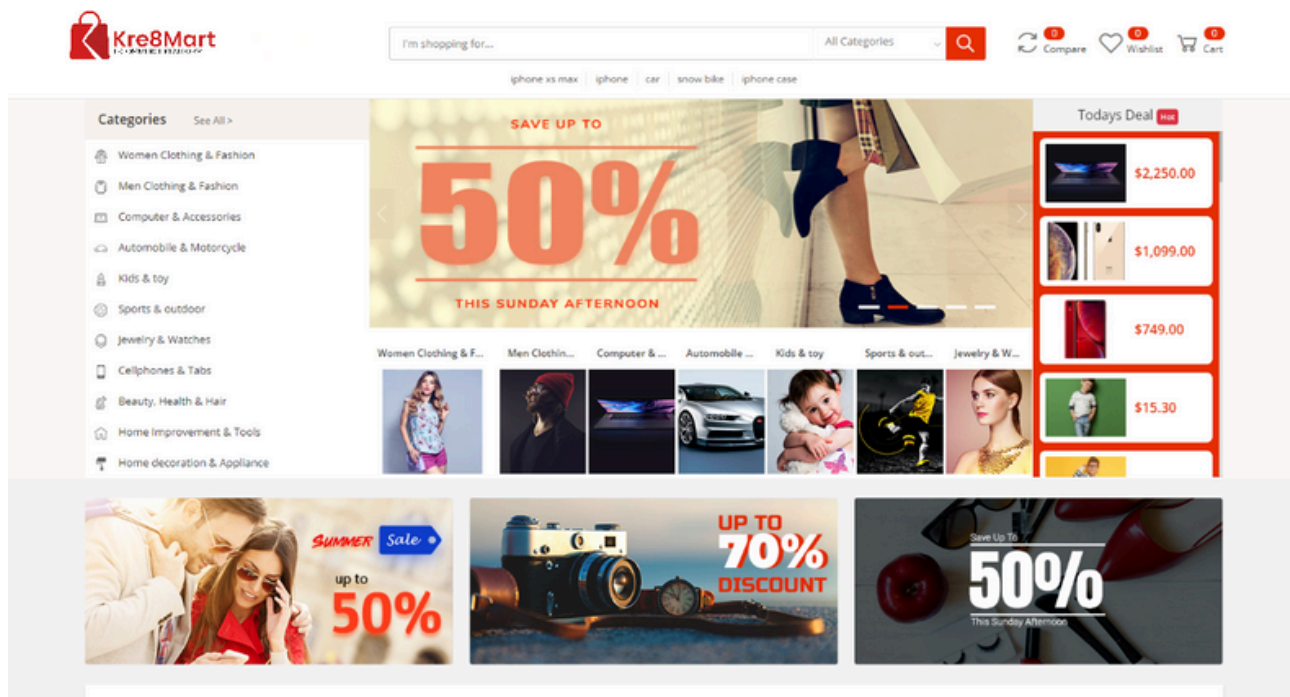 Kre8Mart
I'm shopping for...
All Categories
0
Compare
0
Wishlist
0
Cart
iphone xs max
iphone
car
snow bike
iphone case
Categories
See All >
Women Clothing & Fashion
Men Clothing & Fashion
Computer & Accessories
Automobile & Motorcycle
Kids & toy
Sports & outdoor
Jewelry & Watches
Cellphones & Tabs
Beauty, Health & Hair
Home Improvement & Tools
Home decoration & Appliance
SAVE UP TO
50%
THIS SUNDAY AFTERNOON
Women Clothing & F...
Men Clothin...
Computer & ...
Automobile ...
Kids & toy
Sports & out...
Jewelry & W...
Todays Deal Hot
$2,250.00
$1,099.00
$749.00
$15.30
SUMMER Sale
up to
50%
UP TO
70%
DISCOUNT
Save Up To
50%
This Sunday Afternoon